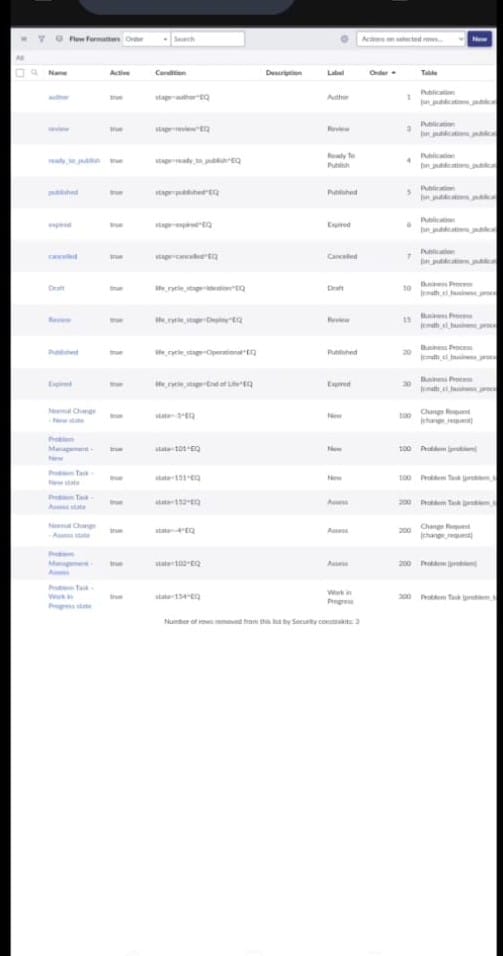 Flow Formatters Order Search Actions on selected rows... New
All
Name Active Condition Description Label Order Table
author true stage=author^EQ Author 1 Publication
[sn_publications_publica
review true stage=review^EQ Review 3 Publication
[sn_publications_publica
ready_to_publish true stage=ready_to_publish^EQ Ready To
Publish 4 Publication
[sn_publications_publica
published true stage=published^EQ Published 5 Publication
[sn_publications_publica
expired true stage=expired^EQ Expired 6 Publication
[sn_publications_publica
cancelled true stage=cancelled^EQ Cancelled 7 Publication
[sn_publications_publica
Draft true life_cycle_stage=Ideation^EQ Draft 10 Business Process
[cmdb_ci_business_proce
Review true life_cycle_stage=Deploy^EQ Review 15 Business Process
[cmdb_ci_business_proce
Published true life_cycle_stage=Operational^EQ Published 20 Business Process
[cmdb_ci_business_proce
Expired true life_cycle_stage=End of Life^EQ Expired 30 Business Process
[cmdb_ci_business_proce
Normal Change
- New state true state=-5^EQ New 100 Change Request
[change_request]
Problem
Management -
New true state=101^EQ New 100 Problem [problem]
Problem Task -
New state true state=151^EQ New 100 Problem Task [problem_t
Problem Task -
Assess state true state=152^EQ Assess 200 Problem Task [problem_t
Normal Change
- Assess state true state=-4^EQ Assess 200 Change Request
[change_request]
Problem
Management -
Assess true state=102^EQ Assess 200 Problem [problem]
Problem Task -
Work in
Progress state true state=154^EQ Work in
Progress 300 Problem Task [problem_t
Number of rows removed from this list by Security constraints: 3